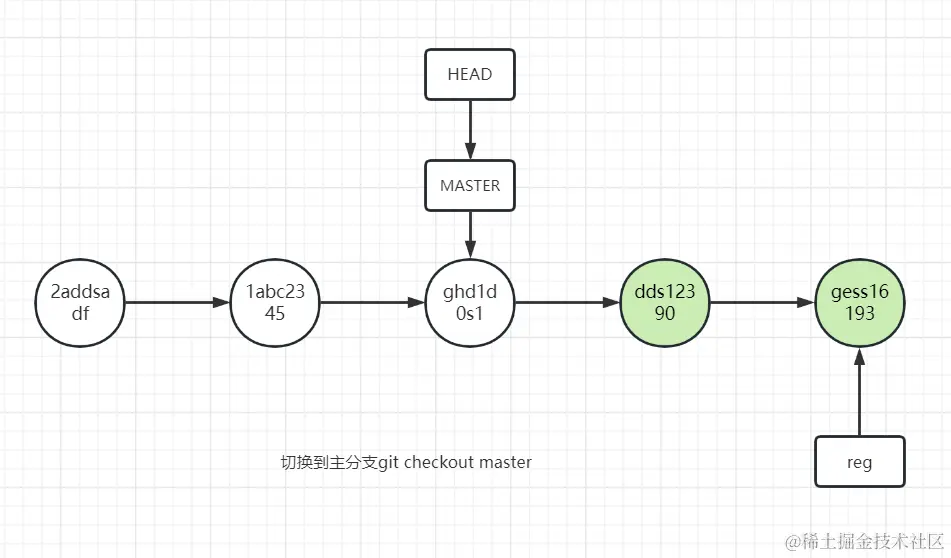 HEAD
MASTER
2addsa
df
1abc23
45
ghd1d
0s1
dds123
90
gess16
193
reg
切换到主分支git checkout master
@稀土掘金技术社区